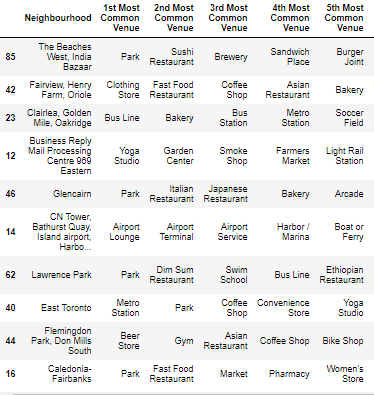 Neighbourhood 1st Most Common Venue 2nd Most Common Venue 3rd Most Common Venue 4th Most Common Venue 5th Most Common Venue
85 The Beaches West, India Bazaar Park Sushi Restaurant Brewery Sandwich Place Burger Joint
42 Fairview, Henry Farm, Oriole Clothing Store Fast Food Restaurant Coffee Shop Asian Restaurant Bakery
23 Clairlea, Golden Mile, Oakridge Bus Line Bakery Bus Station Metro Station Soccer Field
12 Business Reply Mail Processing Centre 969 Eastern Yoga Studio Garden Center Smoke Shop Farmers Market Light Rail Station
46 Glencairn Park Italian Restaurant Japanese Restaurant Bakery Arcade
14 CN Tower, Bathurst Quay, Island airport, Harbo... Airport Lounge Airport Terminal Airport Service Harbor / Marina Boat or Ferry
62 Lawrence Park Park Dim Sum Restaurant Swim School Bus Line Ethiopian Restaurant
40 East Toronto Metro Station Park Coffee Shop Convenience Store Yoga Studio
44 Flemingdon Park, Don Mills South Beer Store Gym Asian Restaurant Coffee Shop Bike Shop
16 Caledonia-Fairbanks Park Fast Food Restaurant Market Pharmacy Women's Store